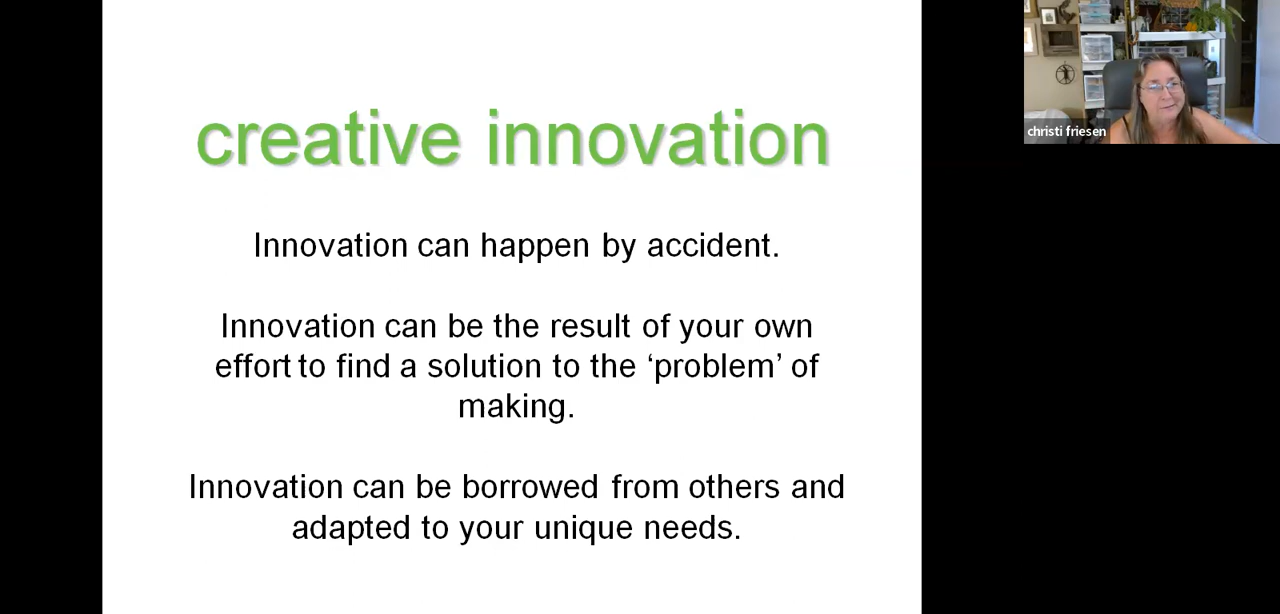 creative innovation
Innovation can happen by accident.
Innovation can be the result of your own
effort to find a solution to the ‘problem’ of
making.
Innovation can be borrowed from others and
adapted to your unique needs.
christi friesen